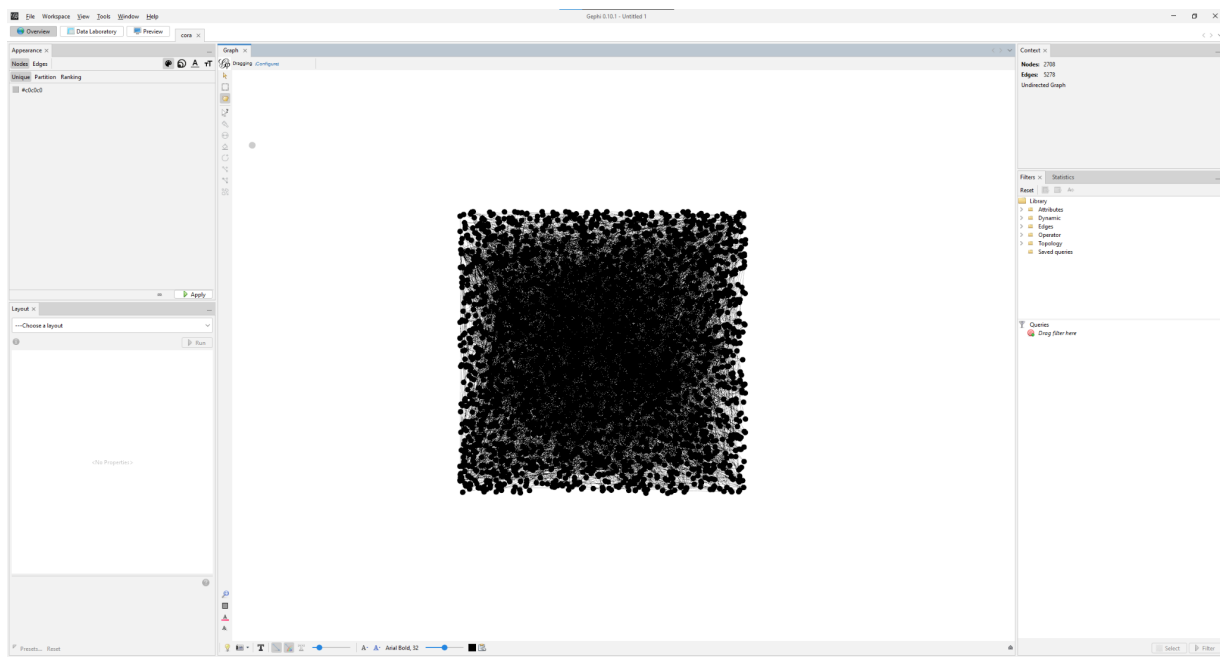 File Workspace View Tools Window Help
Gephi 0.10.1 - Untitled 1
Overview Data Laboratory Preview cora ×
Appearance ×
Nodes Edges
Unique Partition Ranking
#c0c0c0
Apply
Layout ×
---Choose a layout
Run
<No Properties>
Presets... Reset
Graph ×
Dragging (Configure)
Arial Bold, 32
Context ×
Nodes: 2708
Edges: 5278
Undirected Graph
Filters × Statistics
Reset
Library
Attributes
Dynamic
Edges
Operator
Topology
Saved queries
Queries
Drag filter here
Select Filter